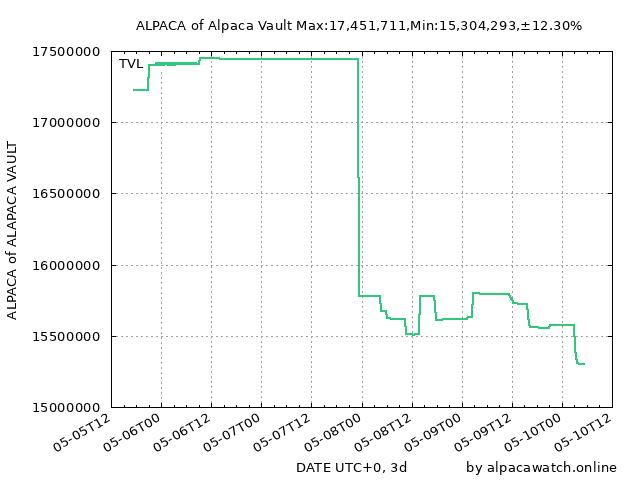 ALPACA of Alpaca Vault Max:17,451,711,Min:15,304,293,±12.30%
17500000
TVL
17000000
16500000
ALPACA of ALAPACA VAULT
16000000
15500000
15000000
05-05T12
05-06T00
05-06T12
05-07T00
05-07T12
05-08T00
05-08T12
05-09T00
05-09T12
05-10T00
05-10T12
DATE UTC+0, 3d
by alpacawatch.online